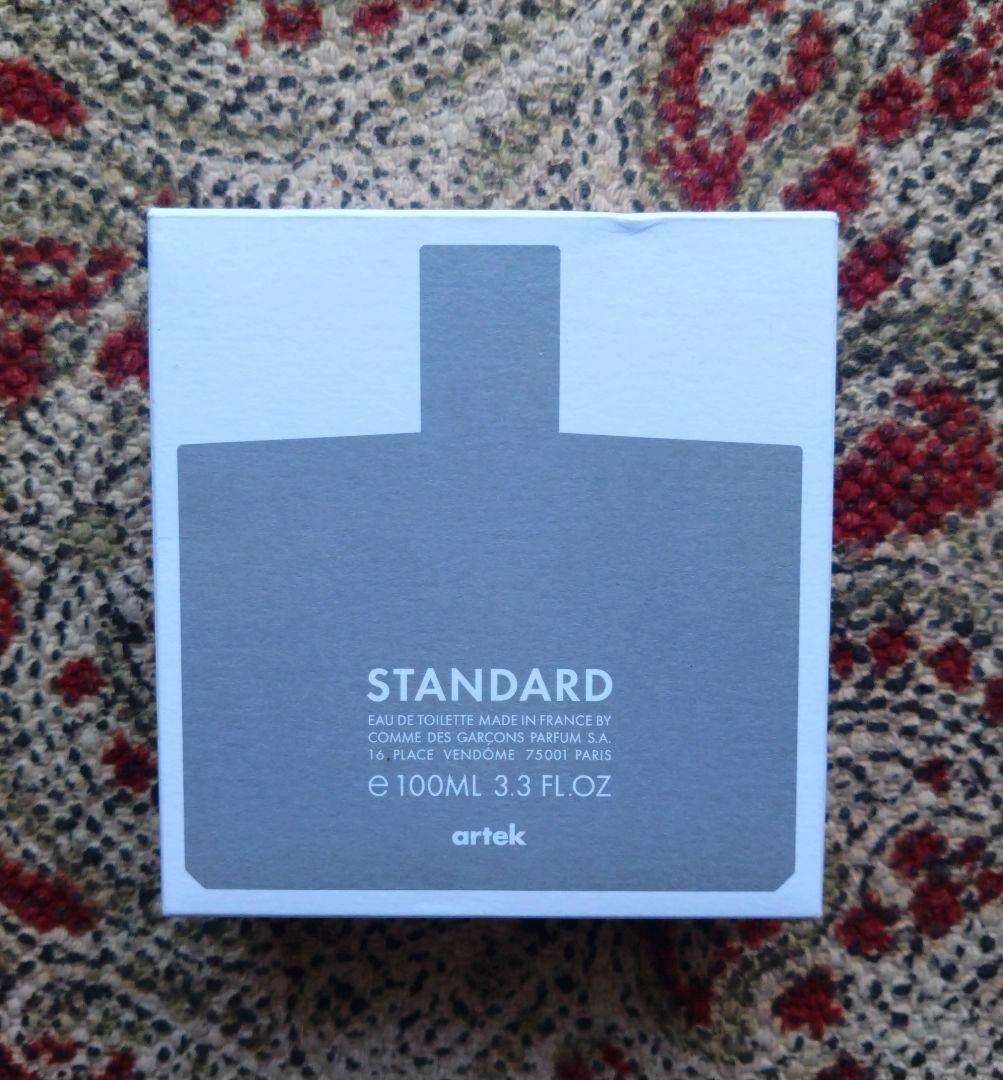 STANDARD
EAU DE TOILETTE MADE IN FRANCE BY
COMME DES GARÇONS PARFUM S.A.
16, PLACE VENDÔME 75001 PARIS
℮ 100ML 3.3 FL.OZ
artek